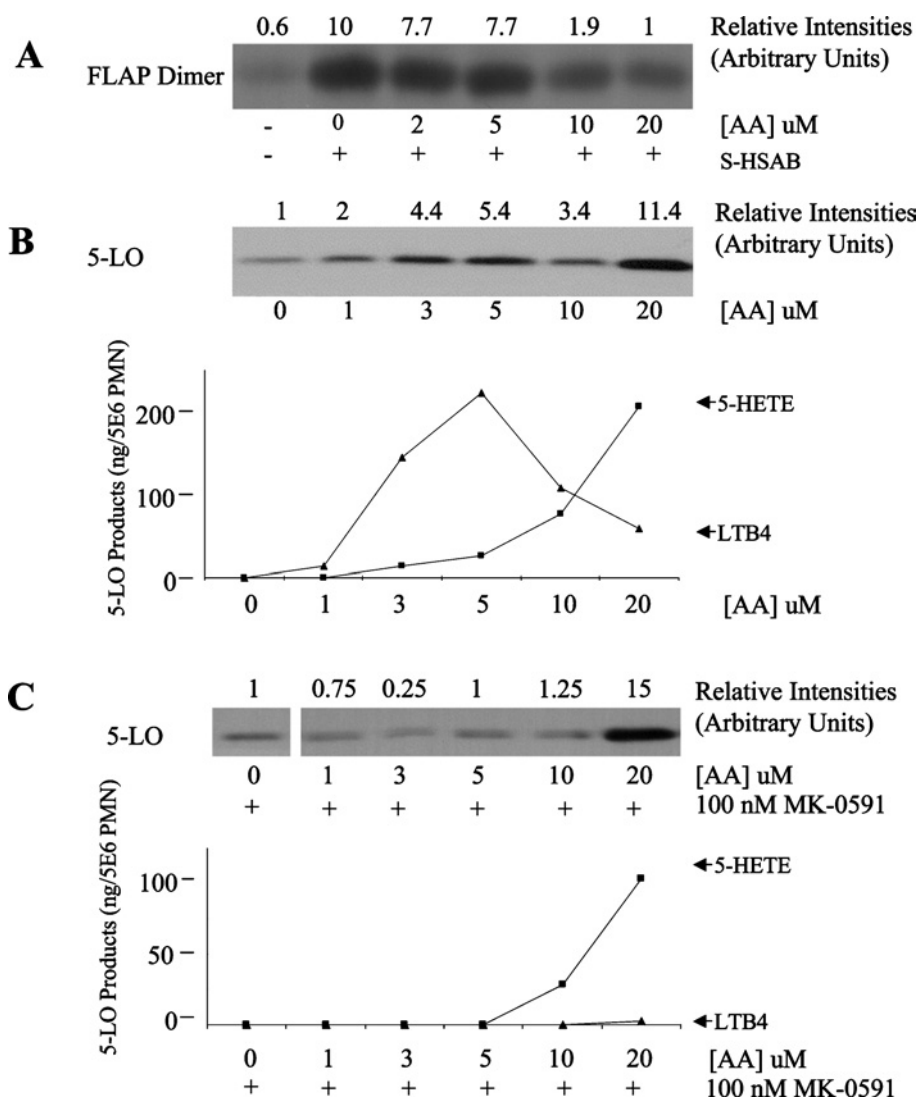 A
0.6 10 7.7 7.7 1.9 1 Relative Intensities
(Arbitrary Units)
FLAP Dimer
- 0 2 5 10 20 [AA] uM
- + + + + + S-HSAB
B
1 2 4.4 5.4 3.4 11.4 Relative Intensities
(Arbitrary Units)
5-LO
0 1 3 5 10 20 [AA] uM
5-LO Products (ng/5E6 PMN)
200
100
0
5-HETE
LTB4
0 1 3 5 10 20 [AA] uM
C
1 0.75 0.25 1 1.25 15 Relative Intensities
(Arbitrary Units)
5-LO
0 1 3 5 10 20 [AA] uM
+ + + + + + 100 nM MK-0591
5-LO Products (ng/5E6 PMN)
100
50
0
5-HETE
LTB4
0 1 3 5 10 20 [AA] uM
+ + + + + + 100 nM MK-0591